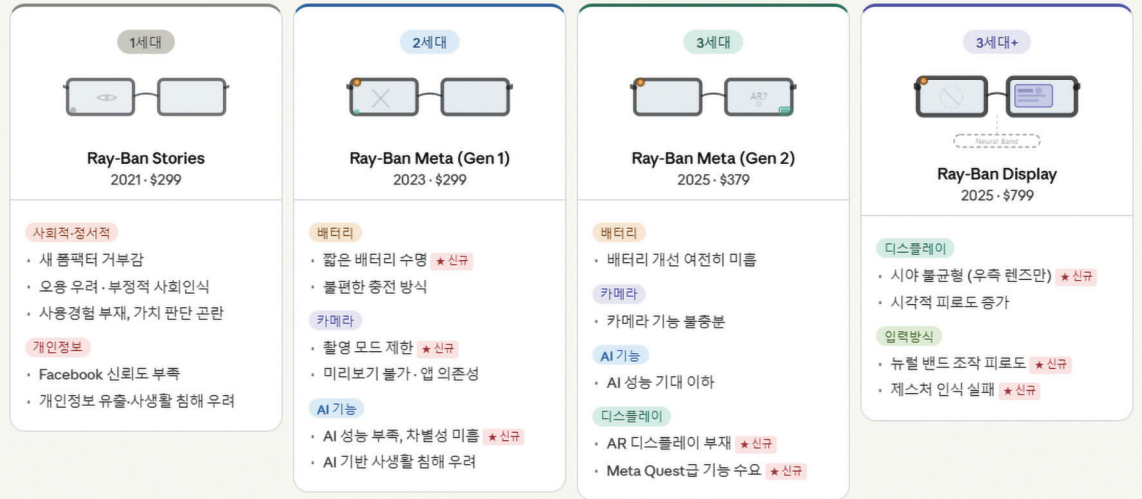 1세대
Ray-Ban Stories
2021 · $299
사회적·정서적
· 새 폼팩터 거부감
· 오용 우려 · 부정적 사회인식
· 사용경험 부재, 가치 판단 곤란
개인정보
· Facebook 신뢰도 부족
· 개인정보 유출·사생활 침해 우려
2세대
Ray-Ban Meta (Gen 1)
2023 · $299
배터리
· 짧은 배터리 수명 ★ 신규
· 불편한 충전 방식
카메라
· 촬영 모드 제한 ★ 신규
· 미리보기 불가 · 앱 의존성
AI 기능
· AI 성능 부족, 차별성 미흡 ★ 신규
· AI 기반 사생활 침해 우려
3세대
AR?
Ray-Ban Meta (Gen 2)
2025 · $379
배터리
· 배터리 개선 여전히 미흡
카메라
· 카메라 기능 불충분
AI 기능
· AI 성능 기대 이하
디스플레이
· AR 디스플레이 부재 ★ 신규
· Meta Quest급 기능 수요 ★ 신규
3세대+
Neural Band
Ray-Ban Display
2025 · $799
디스플레이
· 시야 불균형 (우측 렌즈만) ★ 신규
· 시각적 피로도 증가
입력방식
· 뉴럴 밴드 조작 피로도 ★ 신규
· 제스처 인식 실패 ★ 신규